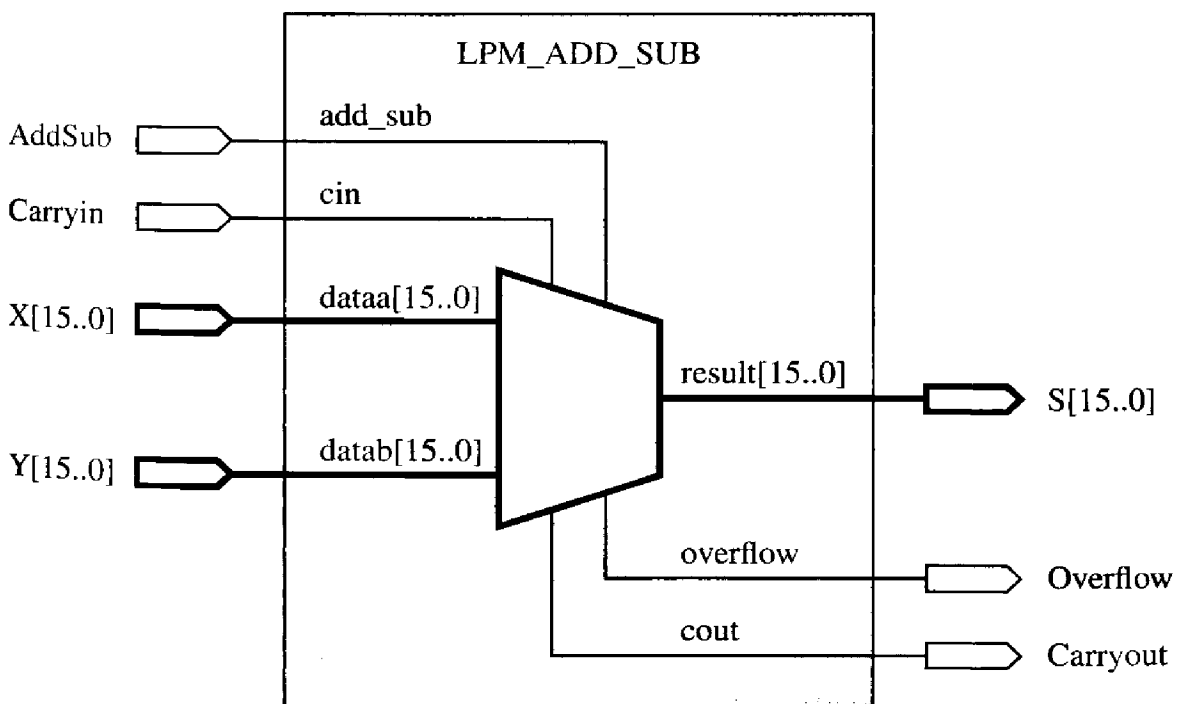 LPM_ADD_SUB
AddSub
add_sub
Carryin
cin
X[15..0]
dataa[15..0]
result[15..0]
S[15..0]
Y[15..0]
datab[15..0]
overflow
Overflow
cout
Carryout